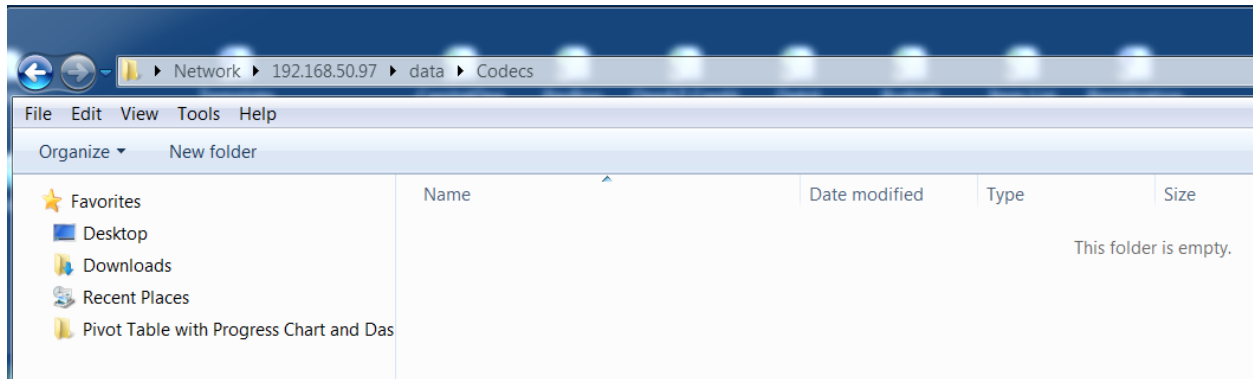 Network 192.168.50.97 data Codecs
File Edit View Tools Help
Organize New folder
Favorites
Desktop
Downloads
Recent Places
Pivot Table with Progress Chart and Das
Name Date modified Type Size
This folder is empty.